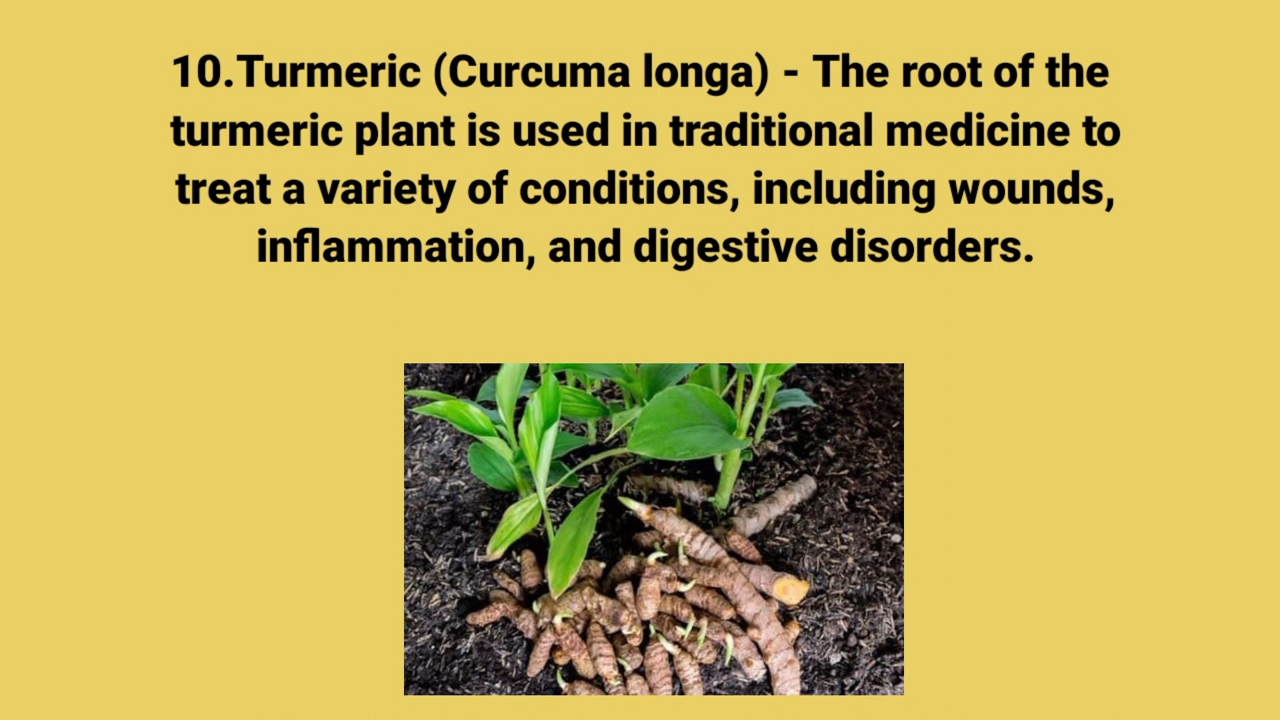 10.Turmeric (Curcuma longa) - The root of the
turmeric plant is used in traditional medicine to
treat a variety of conditions, including wounds,
inflammation, and digestive disorders.